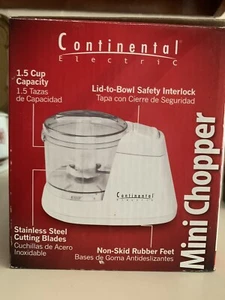 Continental®
Electric
1.5 Cup
Capacity
1.5 Tazas
de Capacidad
Lid-to-Bowl Safety Interlock
Tapa con Cierre de Seguridad
Continental
Electric
Stainless Steel
Cutting Blades
Cuchillas de Acero
Inoxidable
Non-Skid Rubber Feet
Bases de Goma Antideslizantes
Mini Chopper